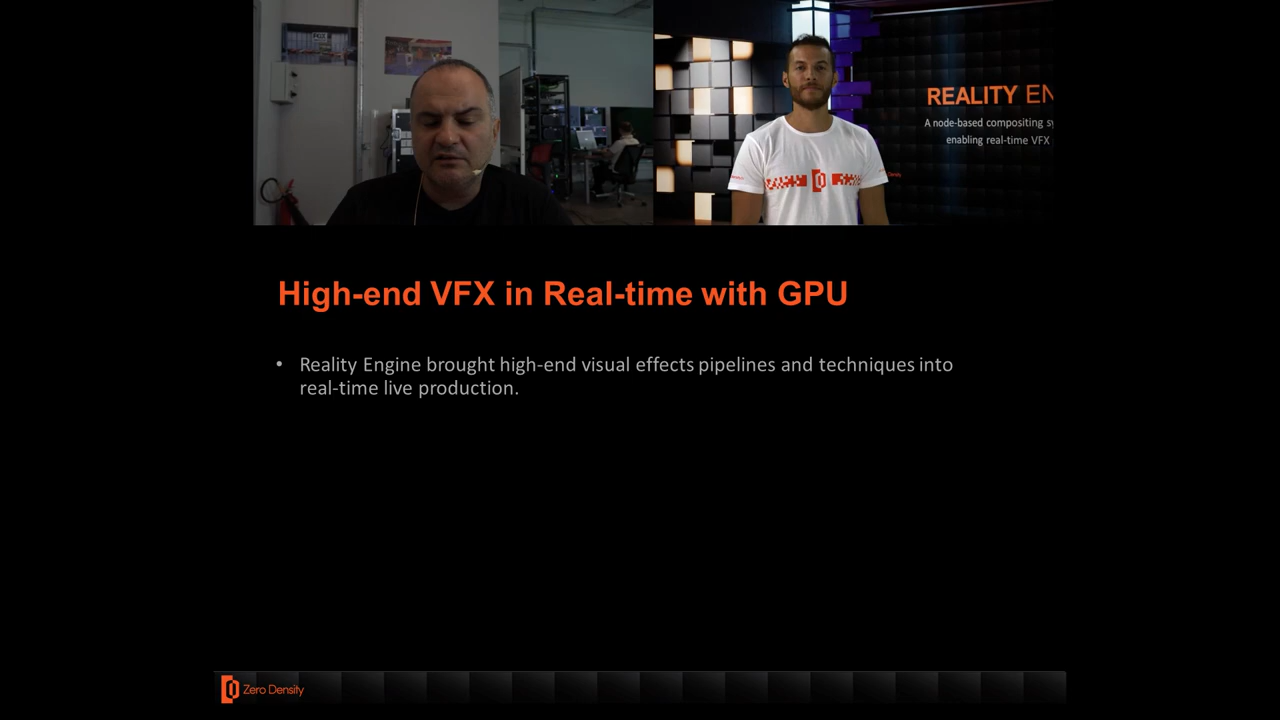 REALITY EN
A node-based compositing sy
enabling real-time VFX
High-end VFX in Real-time with GPU
• Reality Engine brought high-end visual effects pipelines and techniques into
real-time live production.
Zero Density